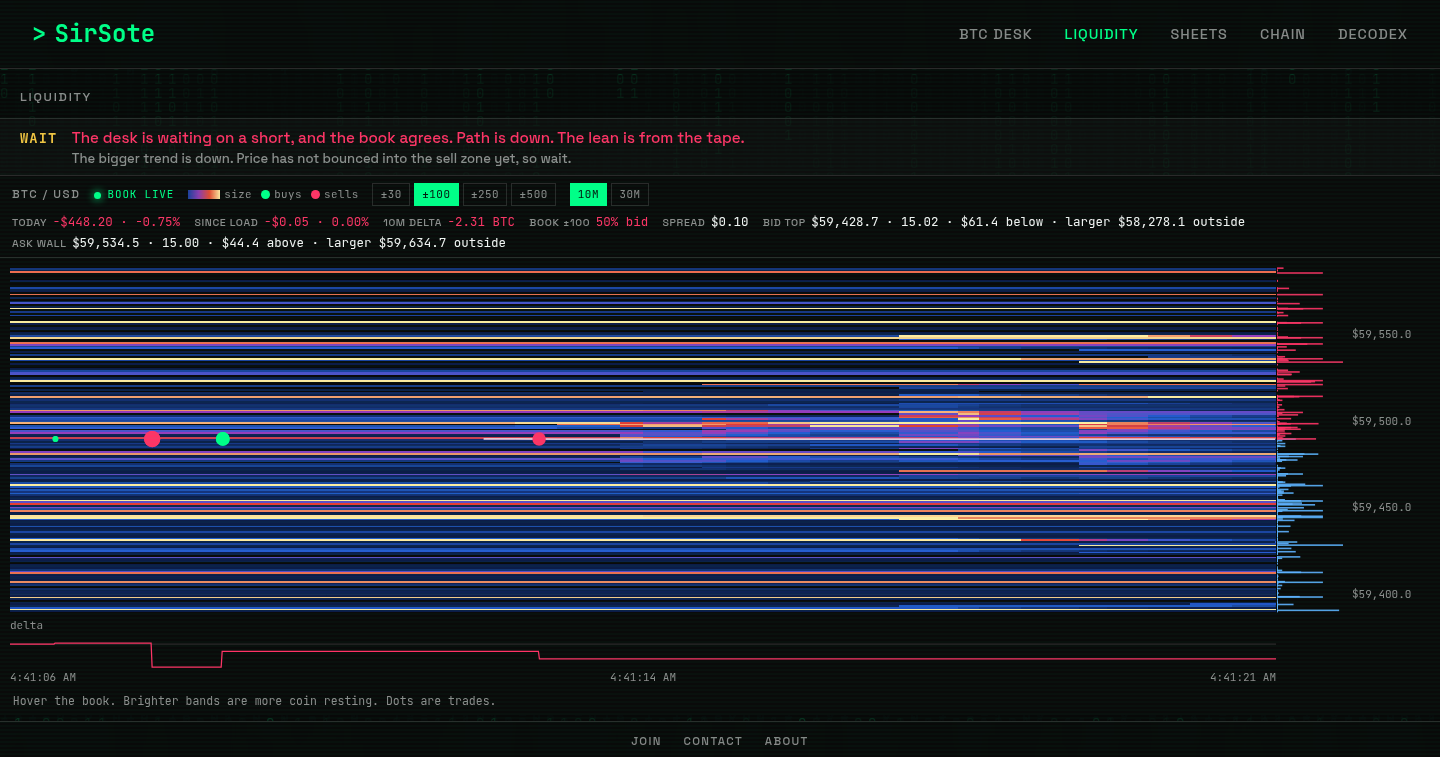 > SirSote
BTC DESK LIQUIDITY SHEETS CHAIN DECODEX
LIQUIDITY
WAIT The desk is waiting on a short, and the book agrees. Path is down. The lean is from the tape.
The bigger trend is down. Price has not bounced into the sell zone yet, so wait.
BTC / USD BOOK LIVE size buys sells ±30 ±100 ±250 ±500 10M 30M
TODAY -$448.20 · -0.75% SINCE LOAD -$0.05 · 0.00% 10M DELTA -2.31 BTC BOOK ±100 50% bid SPREAD $0.10 BID TOP $59,428.7 · 15.02 · $61.4 below · larger $58,278.1 outside
ASK WALL $59,534.5 · 15.00 · $44.4 above · larger $59,634.7 outside
$59,550.0
$59,500.0
$59,450.0
$59,400.0
delta
4:41:06 AM 4:41:14 AM 4:41:21 AM
Hover the book. Brighter bands are more coin resting. Dots are trades.
JOIN CONTACT ABOUT